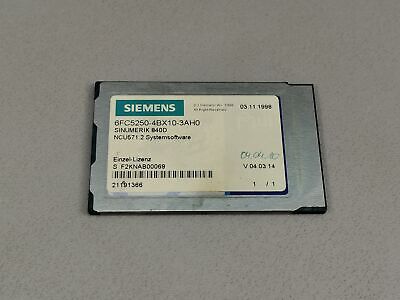 SIEMENS
03.11.1998
6FC5250-4BX10-3AH0
SINUMERIK 840D
NCU571.2 Systemsoftware
Einzel-Lizenz
S F2KNAB00069
V 04.03.14
21191366
1 / 1